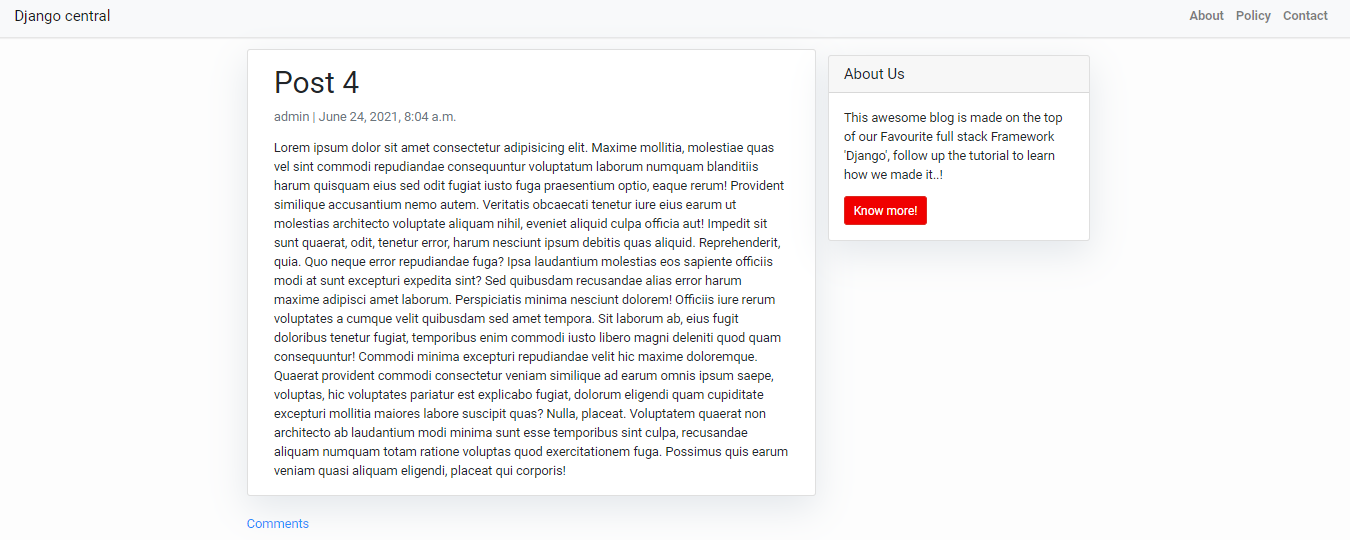 Django central
About Policy Contact
Post 4
admin | June 24, 2021, 8:04 a.m.
Lorem ipsum dolor sit amet consectetur adipisicing elit. Maxime mollitia, molestiae quas
vel sint commodi repudiandae consequuntur voluptatum laborum numquam blanditiis
harum quisquam eius sed odit fugiat iusto fuga praesentium optio, eaque rerum! Provident
similique accusantium nemo autem. Veritatis obcaecati tenetur iure eius earum ut
molestias architecto voluptate aliquam nihil, eveniet aliquid culpa officia aut! Impedit sit
sunt quaerat, odit, tenetur error, harum nesciunt ipsum debitis quas aliquid. Reprehenderit,
quia. Quo neque error repudiandae fuga? Ipsa laudantium molestias eos sapiente officiis
modi at sunt excepturi expedita sint? Sed quibusdam recusandae alias error harum
maxime adipisci amet laborum. Perspiciatis minima nesciunt dolorem! Officiis iure rerum
voluptates a cumque velit quibusdam sed amet tempora. Sit laborum ab, eius fugit
doloribus tenetur fugiat, temporibus enim commodi iusto libero magni deleniti quod quam
consequuntur! Commodi minima excepturi repudiandae velit hic maxime doloremque.
Quaerat provident commodi consectetur veniam similique ad earum omnis ipsum saepe,
voluptas, hic voluptates pariatur est explicabo fugiat, dolorum eligendi quam cupiditate
excepturi mollitia maiores labore suscipit quas? Nulla, placeat. Voluptatem quaerat non
architecto ab laudantium modi minima sunt esse temporibus sint culpa, recusandae
aliquam numquam totam ratione voluptas quod exercitationem fuga. Possimus quis earum
veniam quasi aliquam eligendi, placeat qui corporis!
Comments
About Us
This awesome blog is made on the top
of our Favourite full stack Framework
'Django', follow up the tutorial to learn
how we made it..!
Know more!